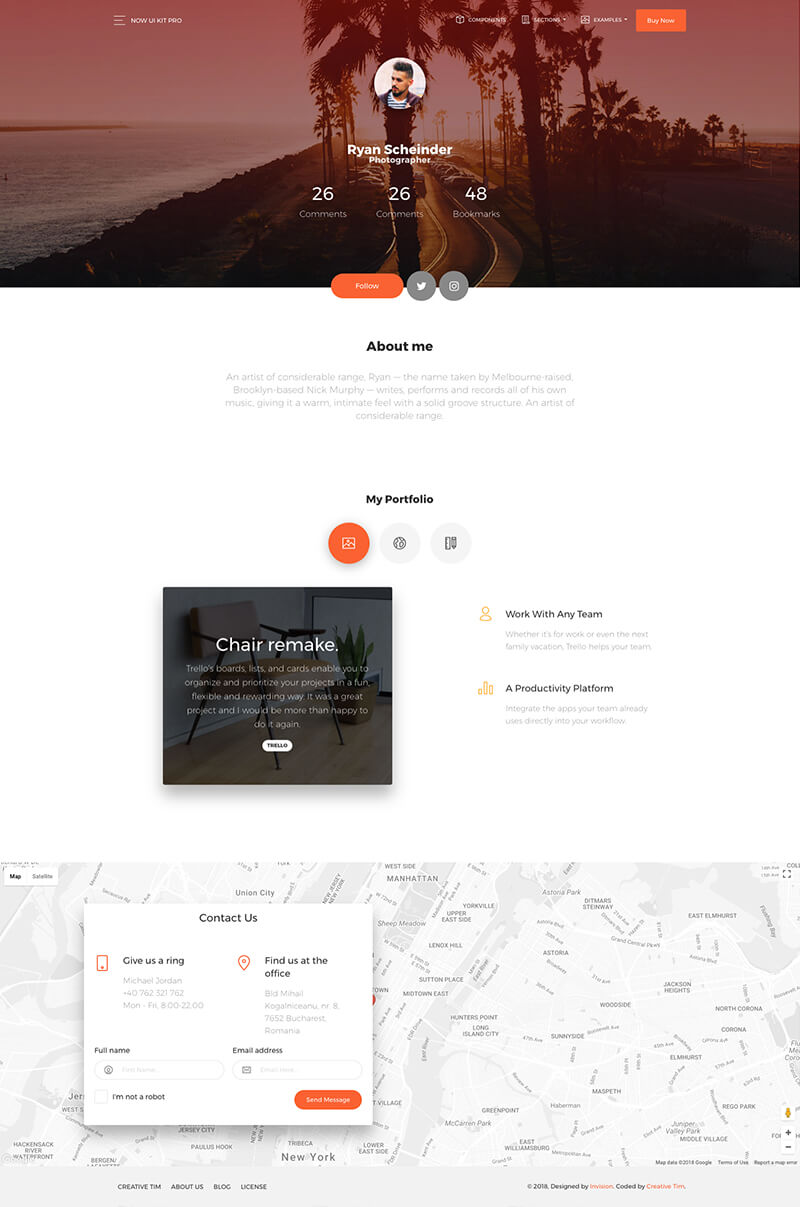 NOW UI KIT PRO
COMPONENTS
SECTIONS
EXAMPLES
Buy Now
Ryan Scheinder
Photographer
26
26
48
Comments
Comments
Bookmarks
Follow
About me
An artist of considerable range, Ryan — the name taken by Melbourne-raised,
Brooklyn-based Nick Murphy — writes, performs and records all of his own
music, giving it a warm, intimate feel with a solid groove structure. An artist of
considerable range.
My Portfolio
Chair remake.
Trello's boards, lists, and cards enable you to
organize and prioritize your projects in a fun,
flexible and rewarding way. It was a great
project and I would be more than happy to
do it again.
TRELLO
Work With Any Team
Whether it's for work or even the next
family vacation, Trello helps your team.
A Productivity Platform
Integrate the apps your team already
uses directly into your workflow.
Map
Satellite
Contact Us
Give us a ring
Michael Jordan
+40 762 321 762
Mon - Fri, 8:00-22:00
Find us at the
office
Bld Mihail
Kogalniceanu, nr. 8,
7652 Bucharest,
Romania
Full name
First Name...
Email address
Email Here...
I'm not a robot
Send Message
Union City
WEST SIDE
MANHATTAN
YORKVILLE
UPPER
EAST SIDE
Sheep Meadow
LENOX HILL
SUTTON PLACE
MIDTOWN EAST
Astoria Park
DITMARS
STEINWAY
EAST ELMHURST
Flushing Bay
Grand Central Pkwy
ASTORIA
JACKSON
HEIGHTS
WOODSIDE
NORTH CORONA
CORONA
HUNTERS POINT
LONG
ISLAND CITY
SUNNYSIDE
ELMHURST
MASPETH
REGO PARK
GREENPOINT
Haberman
McCarren Park
Juniper
Valley Park
MIDDLE VILLAGE
EAST
WILLIAMSBURG
JERSEY CITY
PAULUS HOOK
TRIBECA
New York
LOWER
EAST SIDE
HACKENSACK
RIVER
WATERFRONT
Map data ©2018 Google
Terms of Use
Report a map error
CREATIVE TIM
ABOUT US
BLOG
LICENSE
© 2018, Designed by Invision. Coded by Creative Tim.